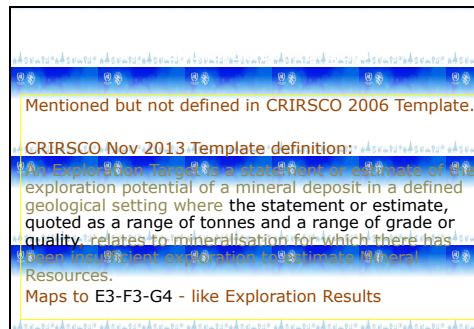 Mentioned but not defined in CRIRSCO 2006 Template.
CRIRSCO Nov 2013 Template definition:
An Exploration Target is a statement or estimate of the
exploration potential of a mineral deposit in a defined
geological setting where the statement or estimate,
quoted as a range of tonnes and a range of grade or
quality, relates to mineralisation for which there has
been insufficient exploration to estimate Mineral
Resources.
Maps to E3-F3-G4 - like Exploration Results